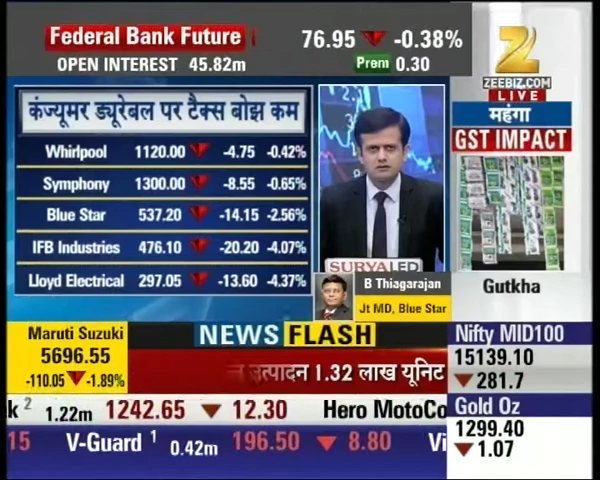 Federal Bank Future
76.95 -0.38%
OPEN INTEREST 45.82m
Prem 0.30
Z
ZEEBIZ.COM
LIVE
कंज्यूमर ड्यूरेबल पर टैक्स बोझ कम
Whirlpool 1120.00 -4.75 -0.42%
Symphony 1300.00 -8.55 -0.65%
Blue Star 537.20 -14.15 -2.56%
IFB Industries 476.10 -20.20 -4.07%
Lloyd Electrical 297.05 -13.60 -4.37%
महंगा
GST IMPACT
Gutkha
SURYA LED
B Thiagarajan
Jt MD, Blue Star
Maruti Suzuki
5696.55
-110.05 -1.89%
NEWS FLASH
उत्पादन 1.32 लाख यूनिट
Nifty MID100
15139.10
281.7
Gold Oz
1299.40
1.07
k 2 1.22m 1242.65 12.30 Hero MotoCo
15 V-Guard 1 0.42m 196.50 8.80 Vi